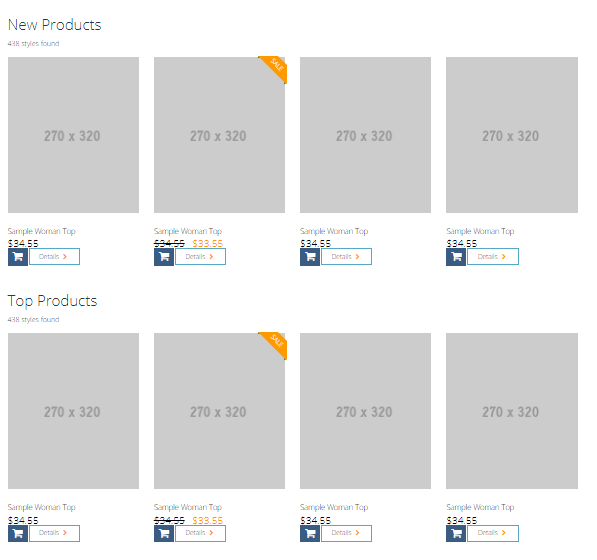 New Products
438 styles found
270 x 320
270 x 320
SALE
270 x 320
270 x 320
Sample Woman Top
$34.55
Details
Sample Woman Top
$34.55 $33.55
Details
Sample Woman Top
$34.55
Details
Sample Woman Top
$34.55
Details
Top Products
438 styles found
270 x 320
270 x 320
SALE
270 x 320
270 x 320
Sample Woman Top
$34.55
Details
Sample Woman Top
$34.55 $33.55
Details
Sample Woman Top
$34.55
Details
Sample Woman Top
$34.55
Details